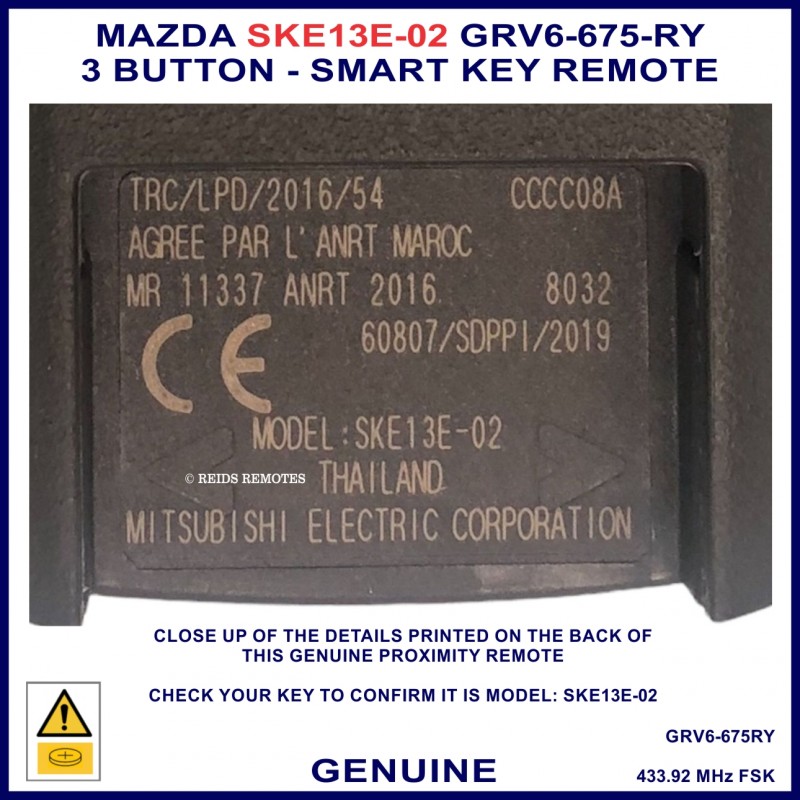 MAZDA SKE13E-02 GRV6-675-RY
3 BUTTON - SMART KEY REMOTE
TRC/LPD/2016/54 CCCC08A
AGREE PAR L'ANRT MAROC
MR 11337 ANRT 2016 8032
CE 60807/SDPPI/2019
MODEL:SKE13E-02
© REIDS REMOTES
THAILAND
MITSUBISHI ELECTRIC CORPORATION
CLOSE UP OF THE DETAILS PRINTED ON THE BACK OF
THIS GENUINE PROXIMITY REMOTE
CHECK YOUR KEY TO CONFIRM IT IS MODEL: SKE13E-02
GRV6-675RY
GENUINE
433.92 MHz FSK